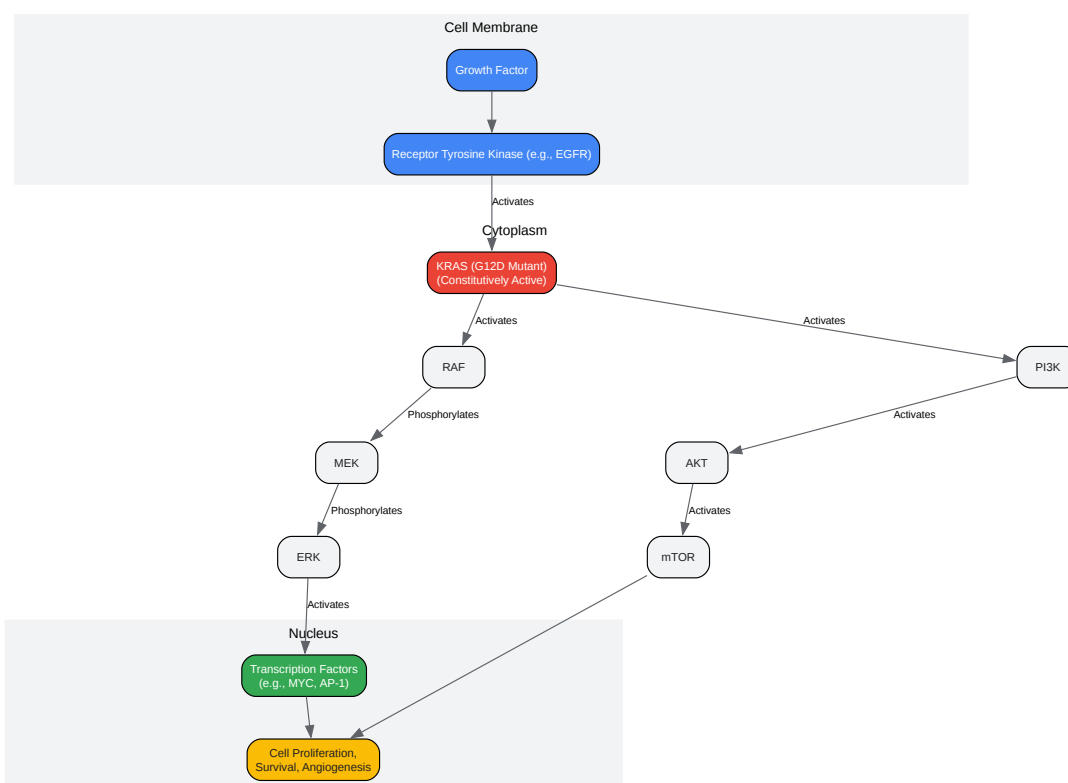 Cell Membrane
Growth Factor
Receptor Tyrosine Kinase (e.g., EGFR)
Activates
Cytoplasm
KRAS (G12D Mutant)
(Constitutively Active)
Activates
Activates
RAF
PI3K
Phosphorylates
Activates
MEK
AKT
Phosphorylates
Activates
ERK
mTOR
Activates
Nucleus
Transcription Factors
(e.g., MYC, AP-1)
Cell Proliferation,
Survival, Angiogenesis